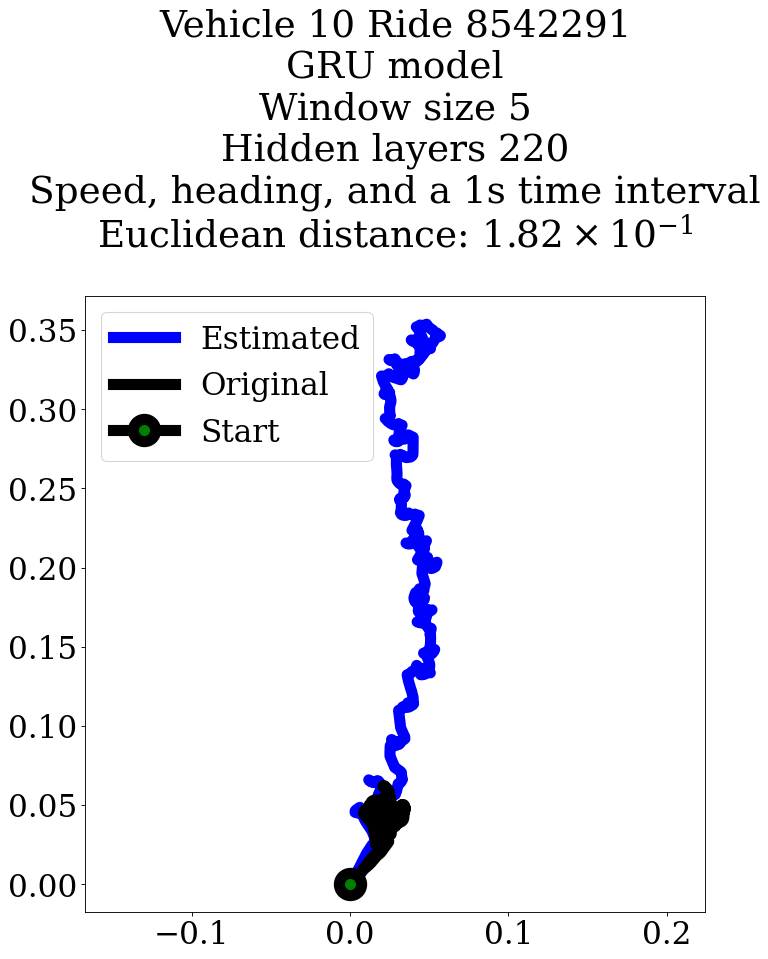 Vehicle 10 Ride 8542291
GRU model
Window size 5
Hidden layers 220
Speed, heading, and a 1s time interval
Euclidean distance: 1.82 × 10⁻¹
Estimated
Original
Start
0.35
0.30
0.25
0.20
0.15
0.10
0.05
0.00
−0.1
0.0
0.1
0.2